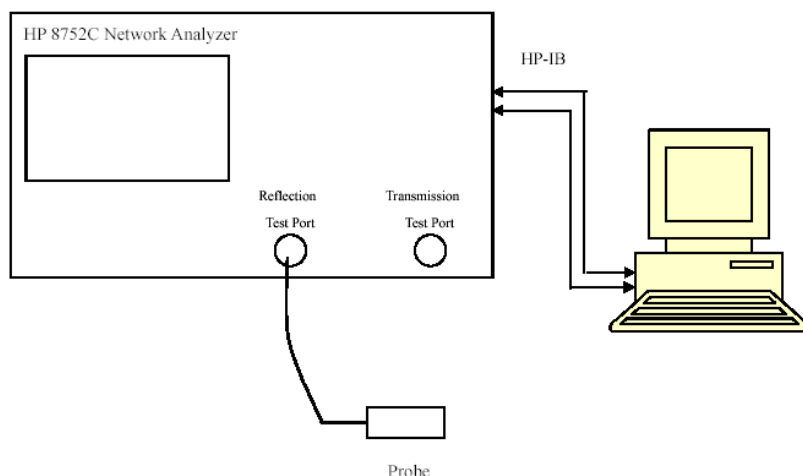 HP 8752C Network Analyzer
HP-IB
Reflection
Test Port
Transmission
Test Port
Probe